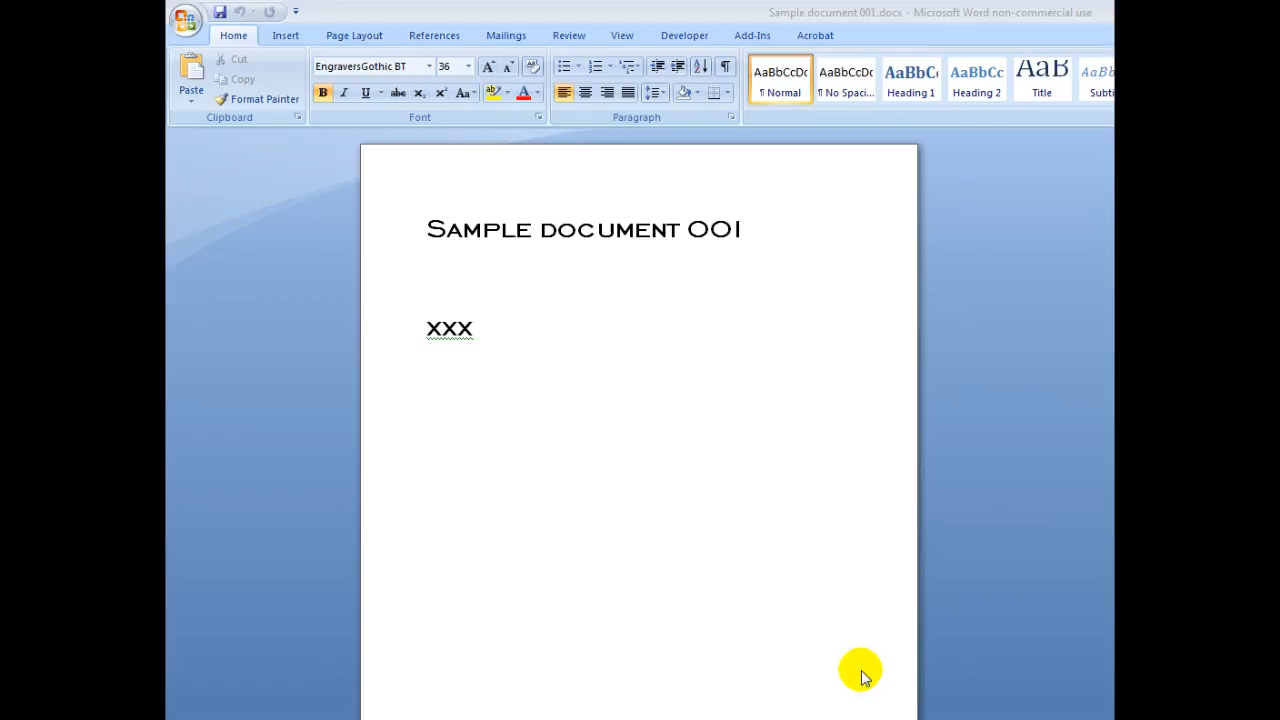 Sample document 001.docx - Microsoft Word non-commercial use
Home Insert Page Layout References Mailings Review View Developer Add-Ins Acrobat
Paste
Cut
Copy
Format Painter
EngraversGothic BT 36
AaBbCcDc AaBbCcDc AaBbC AaBbCc AaB AaBb
¶ Normal ¶ No Spaci... Heading 1 Heading 2 Title Subti
Clipboard Font Paragraph
Sample document 001
xxx